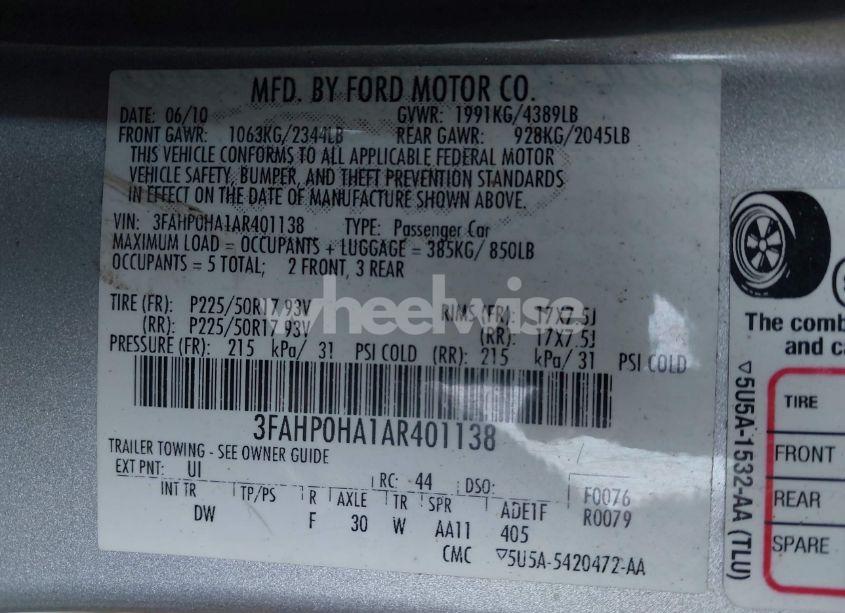 MFD. BY FORD MOTOR CO.
DATE: 06/10 GVWR: 1991KG/4389LB
FRONT GAWR: 1063KG/2344LB REAR GAWR: 928KG/2045LB
THIS VEHICLE CONFORMS TO ALL APPLICABLE FEDERAL MOTOR
VEHICLE SAFETY, BUMPER, AND THEFT PREVENTION STANDARDS
IN EFFECT ON THE DATE OF MANUFACTURE SHOWN ABOVE.
VIN: 3FAHP0HA1AR401138 TYPE: Passenger Car
MAXIMUM LOAD = OCCUPANTS + LUGGAGE = 385KG/ 850LB
OCCUPANTS = 5 TOTAL; 2 FRONT, 3 REAR
TIRE (FR): P225/50R17 93V RIMS (FR): 17X7.5J
(RR): P225/50R17 93V (RR): 17X7.5J
PRESSURE (FR): 215 kPa/ 31 PSI COLD (RR): 215 kPa/ 31 PSI COLD
wheelwise
3FAHP0HA1AR401138
TRAILER TOWING - SEE OWNER GUIDE
EXT PNT: UI RC: 44 DSO: F0076
INT TR TP/PS R AXLE TR SPR ADE1F R0079
DW F 30 W AA11 405
CMC ▽5U5A-5420472-AA
The comb
and ca
TIRE
FRONT
REAR
SPARE
▽5U5A-1532-AA (TLU)